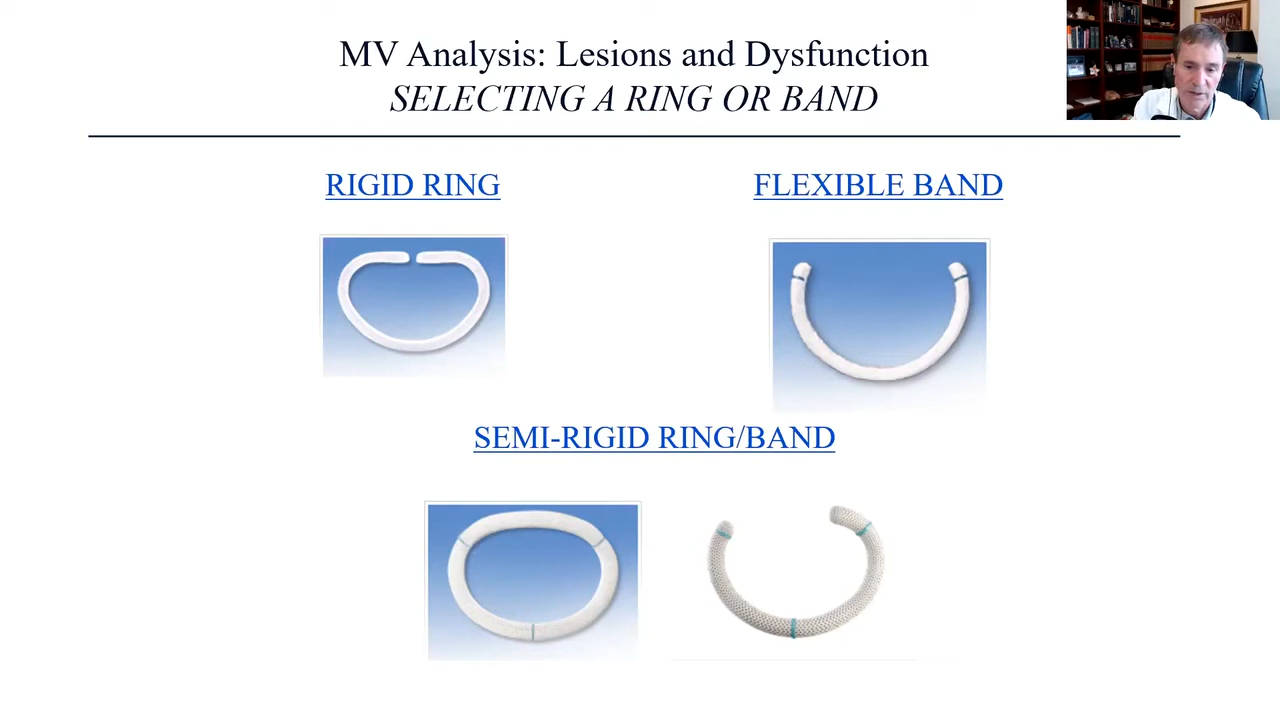 MV Analysis: Lesions and Dysfunction
SELECTING A RING OR BAND
RIGID RING
FLEXIBLE BAND
SEMI-RIGID RING/BAND